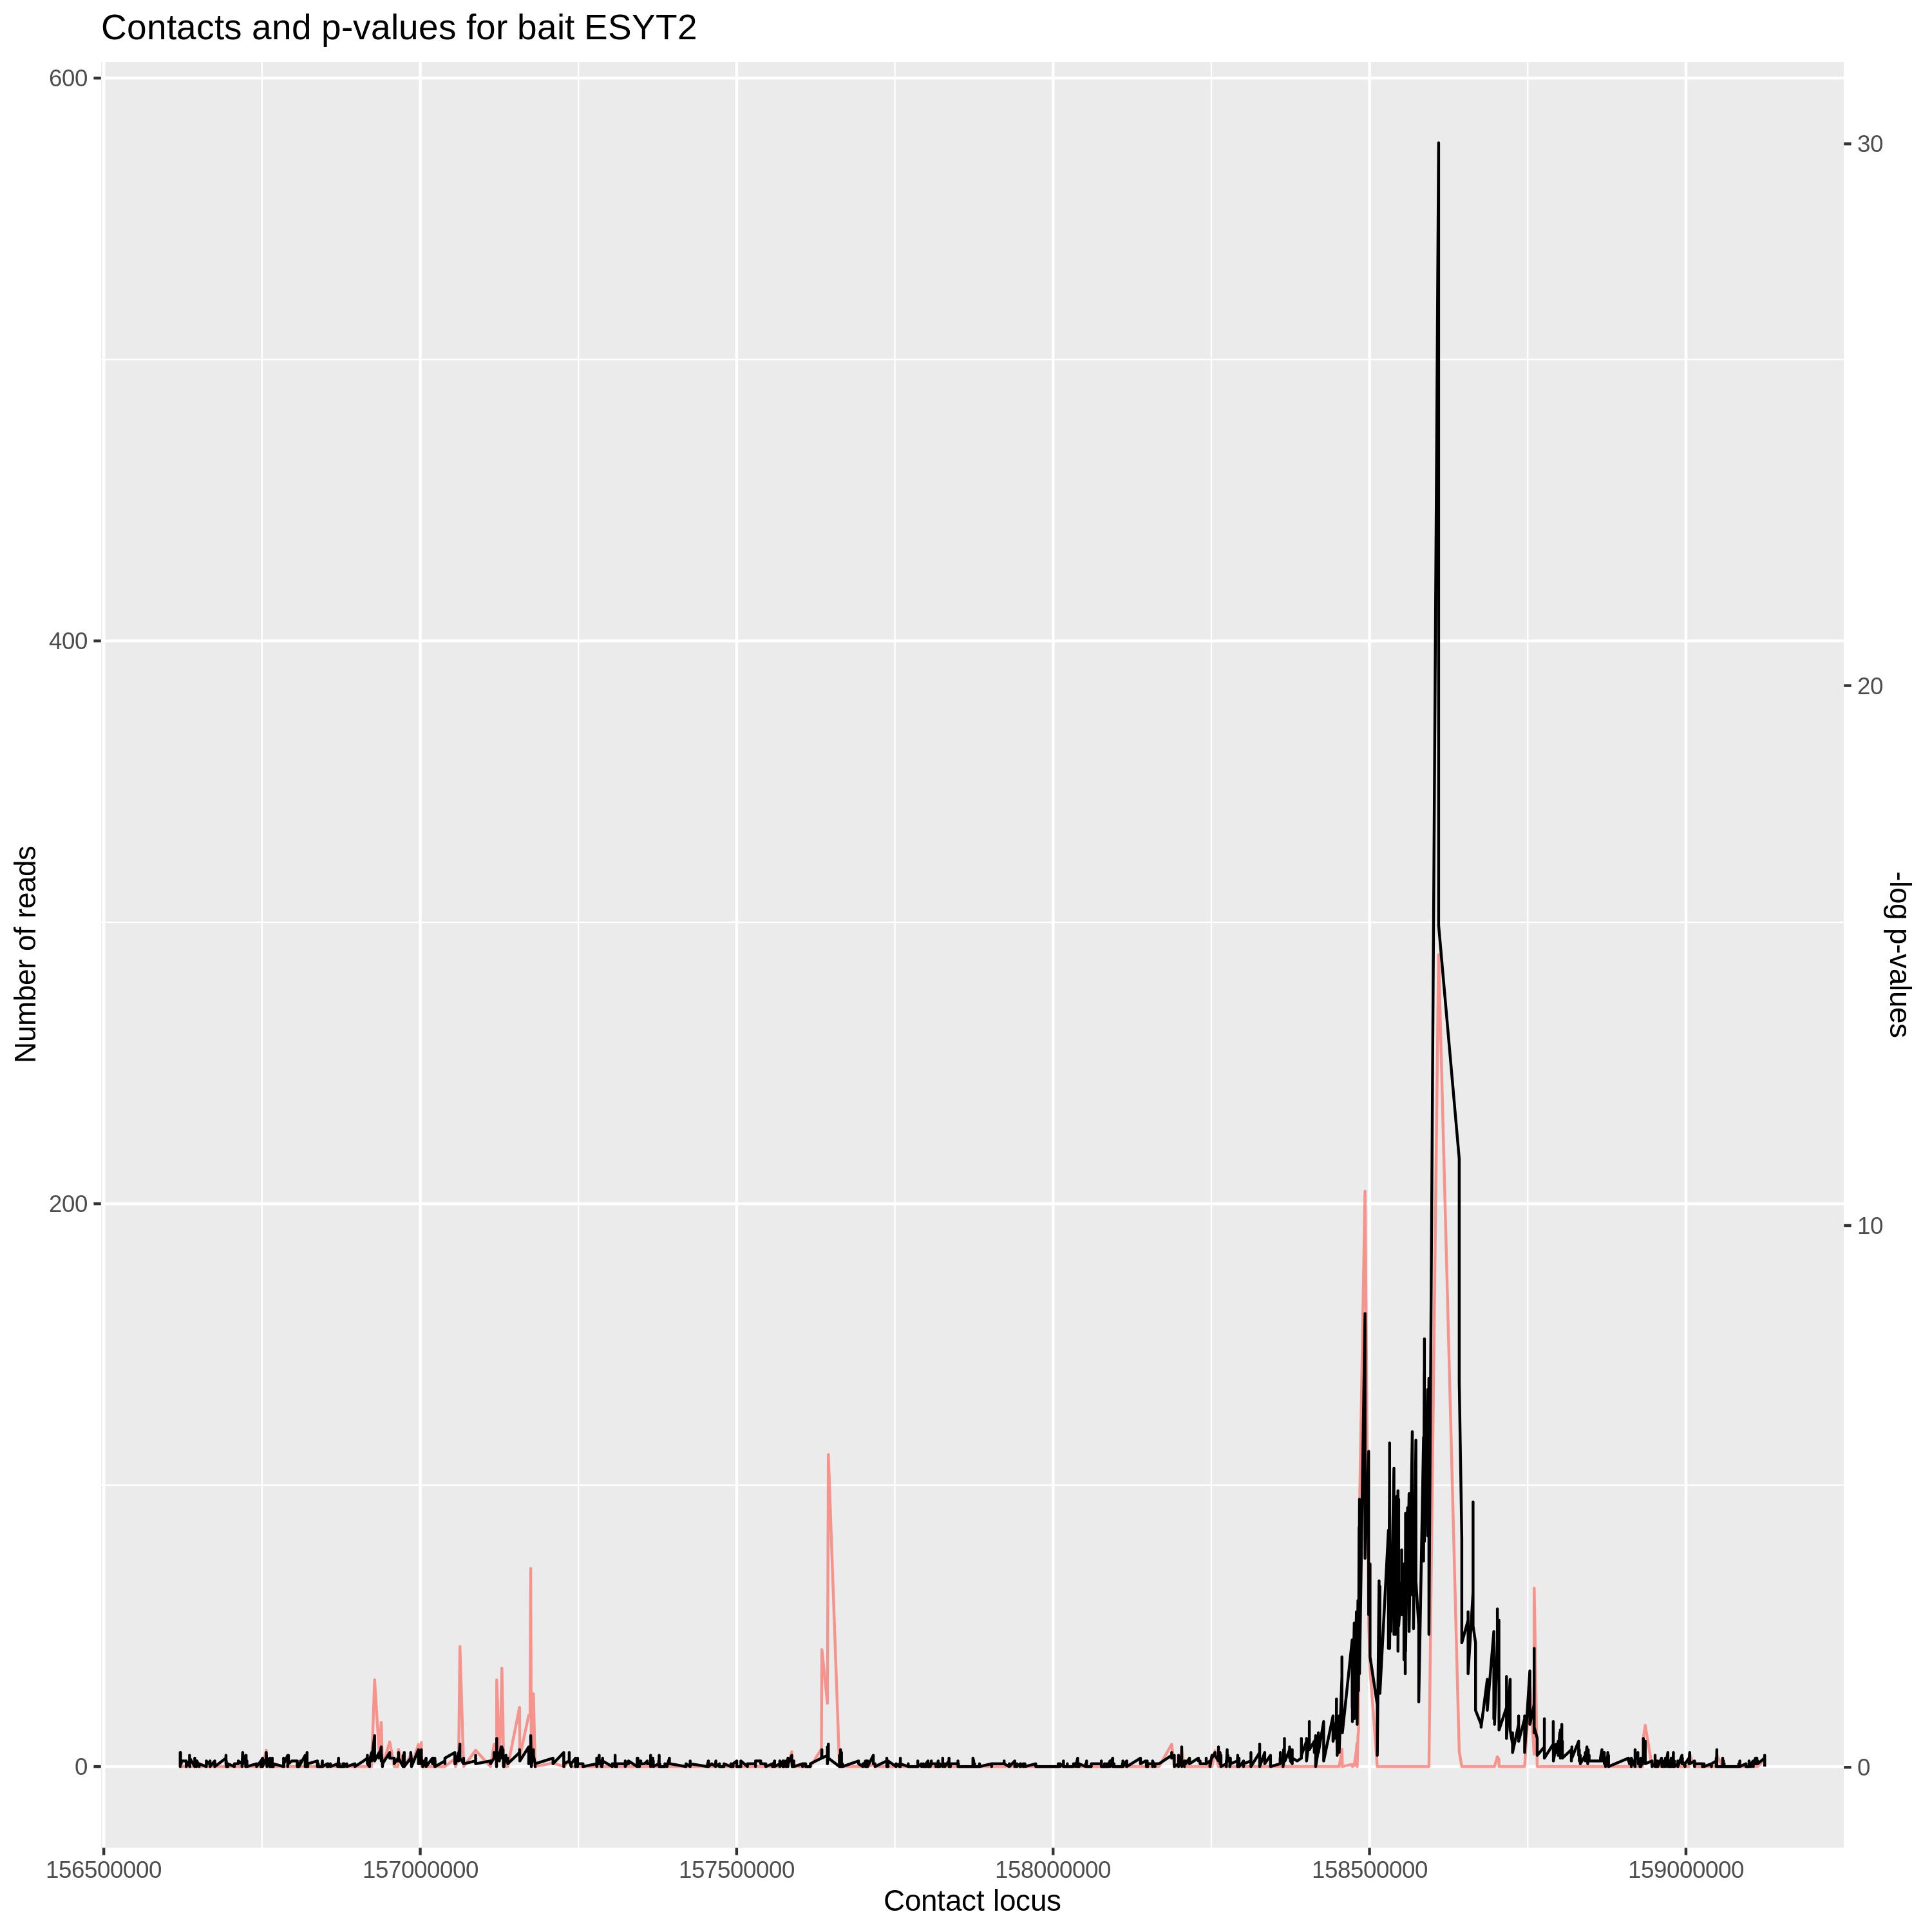 Contacts and p-values for bait ESYT2
600
400
200
0
Number of reads
30
20
10
0
-log p-values
156500000 157000000 157500000 158000000 158500000 159000000
Contact locus